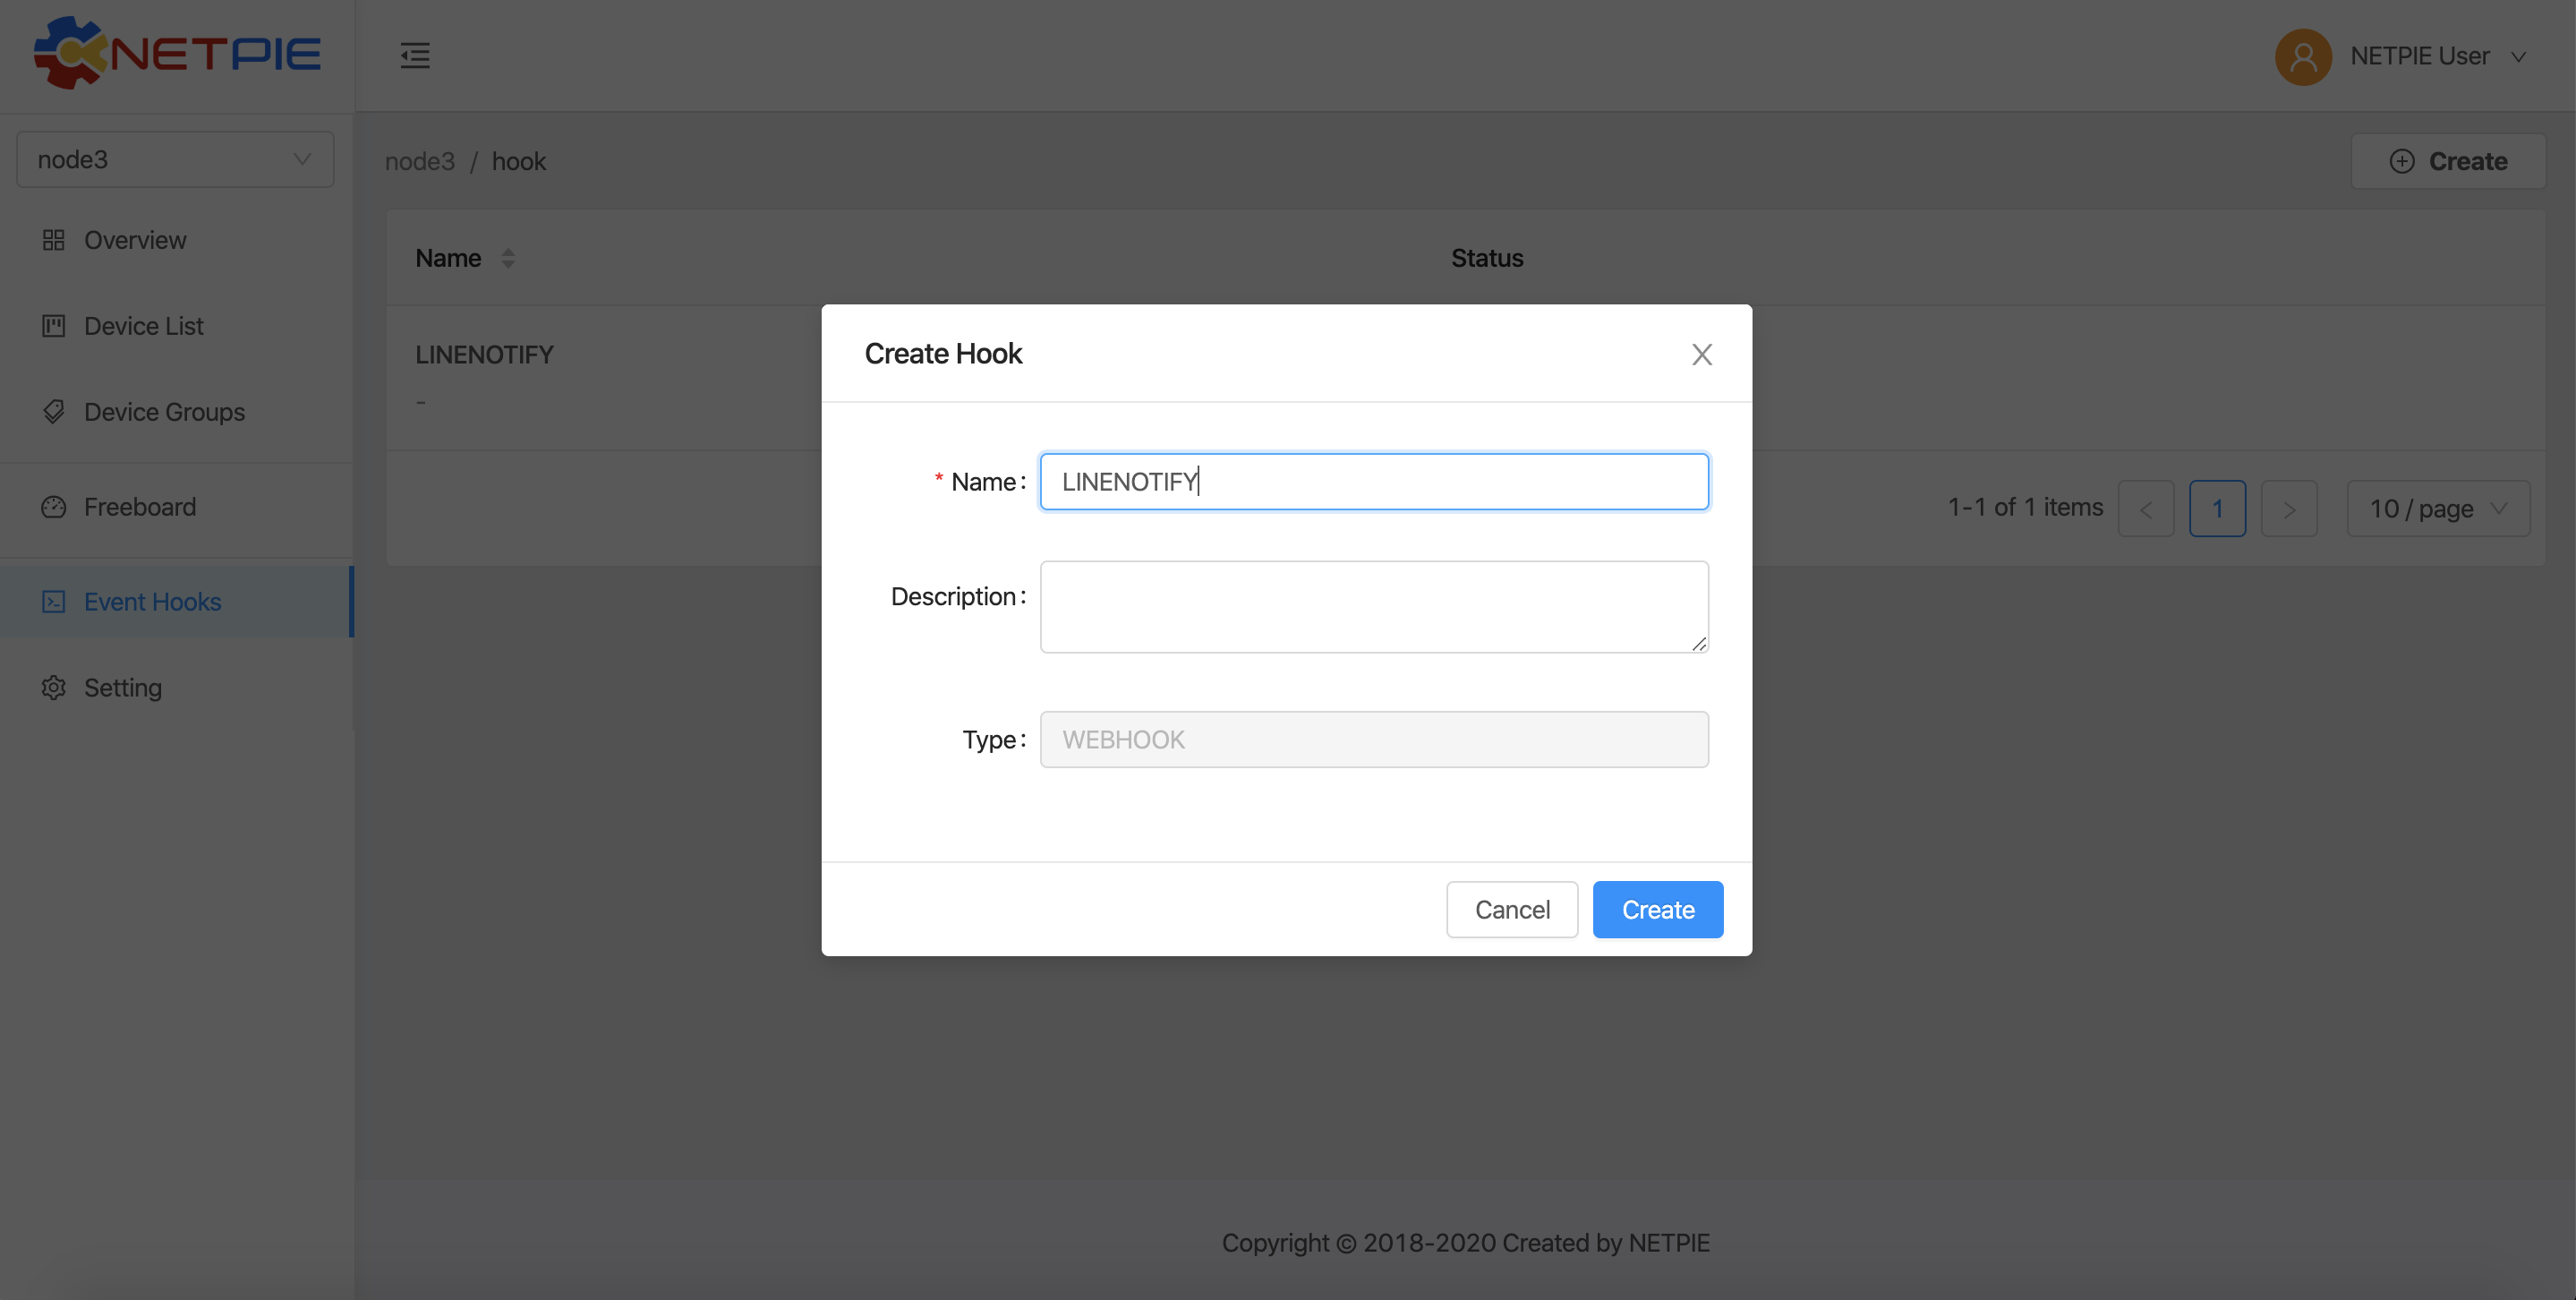 NETPIE
NETPIE User
node3
node3 / hook
Create
Overview
Device List
Device Groups
Freeboard
Event Hooks
Setting
Name
Status
LINENOTIFY
-
1-1 of 1 items
<
1
>
10 / page
Create Hook
* Name:
LINENOTIFY
Description:
Type:
WEBHOOK
Cancel
Create
Copyright © 2018-2020 Created by NETPIE